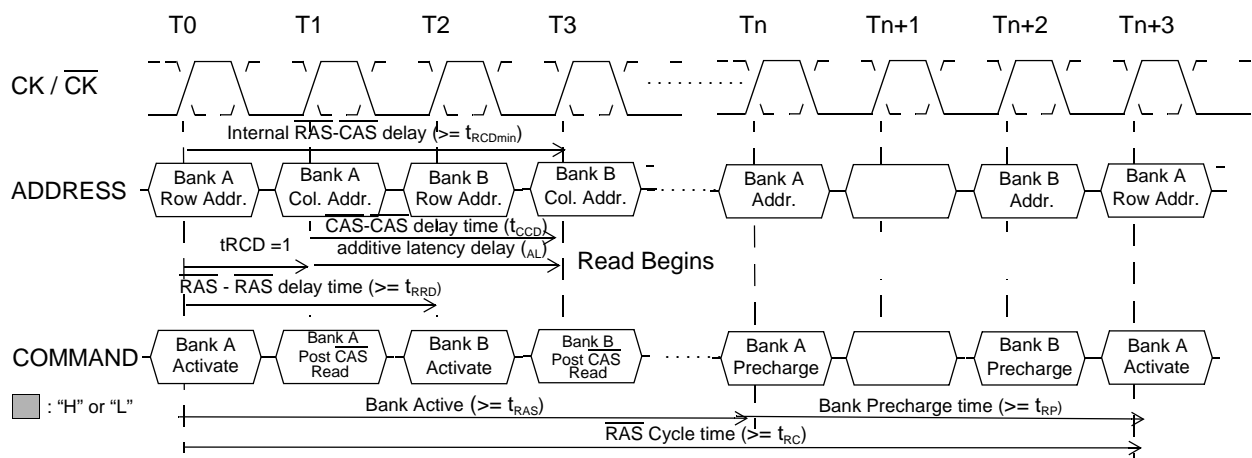 T0 T1 T2 T3 Tn Tn+1 Tn+2 Tn+3
CK / CK
Internal RAS-CAS delay (>= tRCDmin)
ADDRESS
Bank A Row Addr.
Bank A Col. Addr.
Bank B Row Addr.
Bank B Col. Addr.
Bank A Addr.
Bank B Addr.
Bank A Row Addr.
CAS-CAS delay time (tCCD)
tRCD =1
additive latency delay (AL)
Read Begins
RAS - RAS delay time (>= tRRD)
COMMAND
Bank A Activate
Bank A Post CAS Read
Bank B Activate
Bank B Post CAS Read
Bank A Precharge
Bank B Precharge
Bank A Activate
: “H” or “L”
Bank Active (>= tRAS)
Bank Precharge time (>= tRP)
RAS Cycle time (>= tRC)